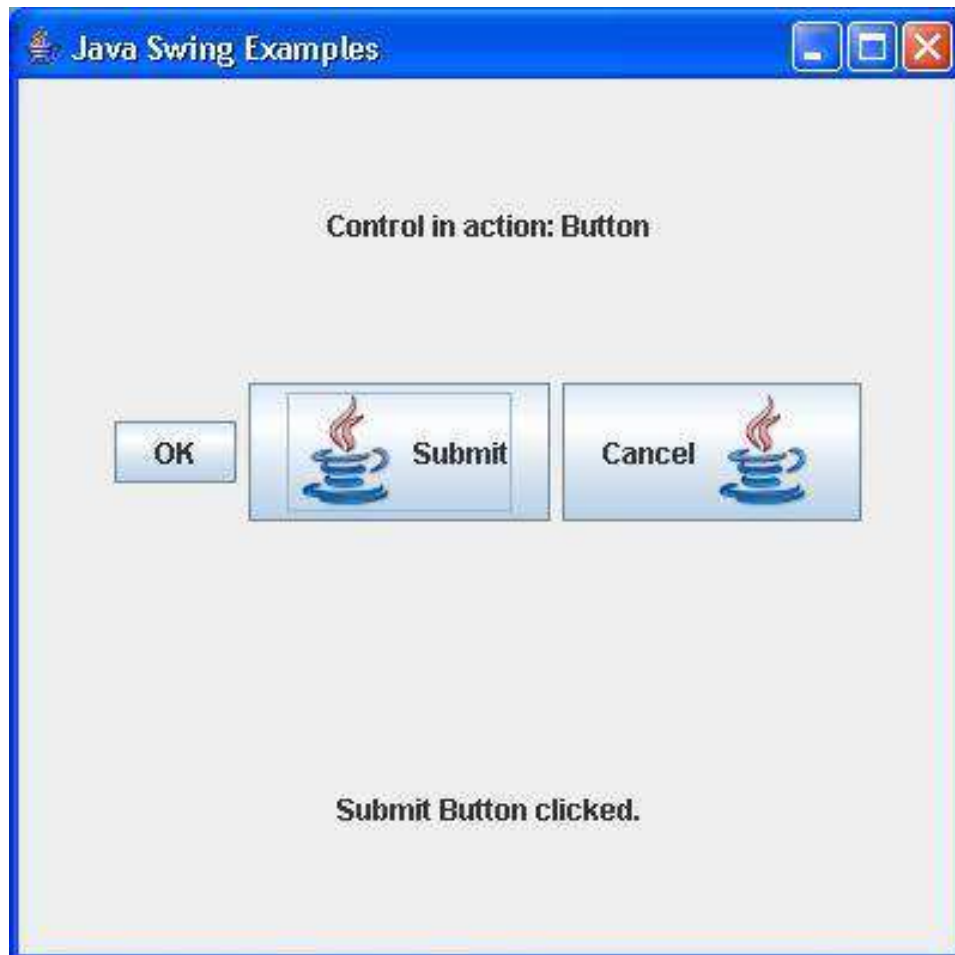 Java Swing Examples
Control in action: Button
OK
Submit
Cancel
Submit Button clicked.